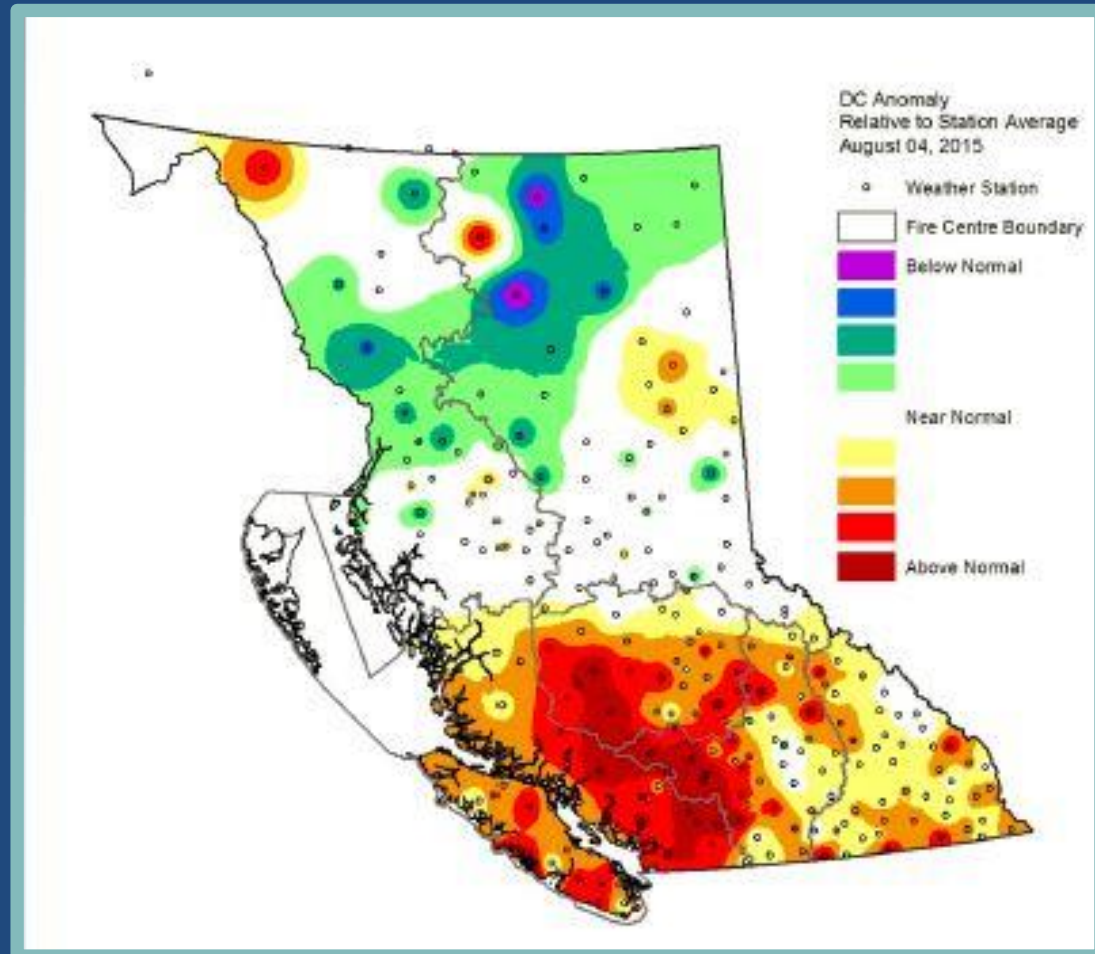 DC Anomaly
Relative to Station Average
August 04, 2015
Weather Station
Fire Centre Boundary
Below Normal
Near Normal
Above Normal